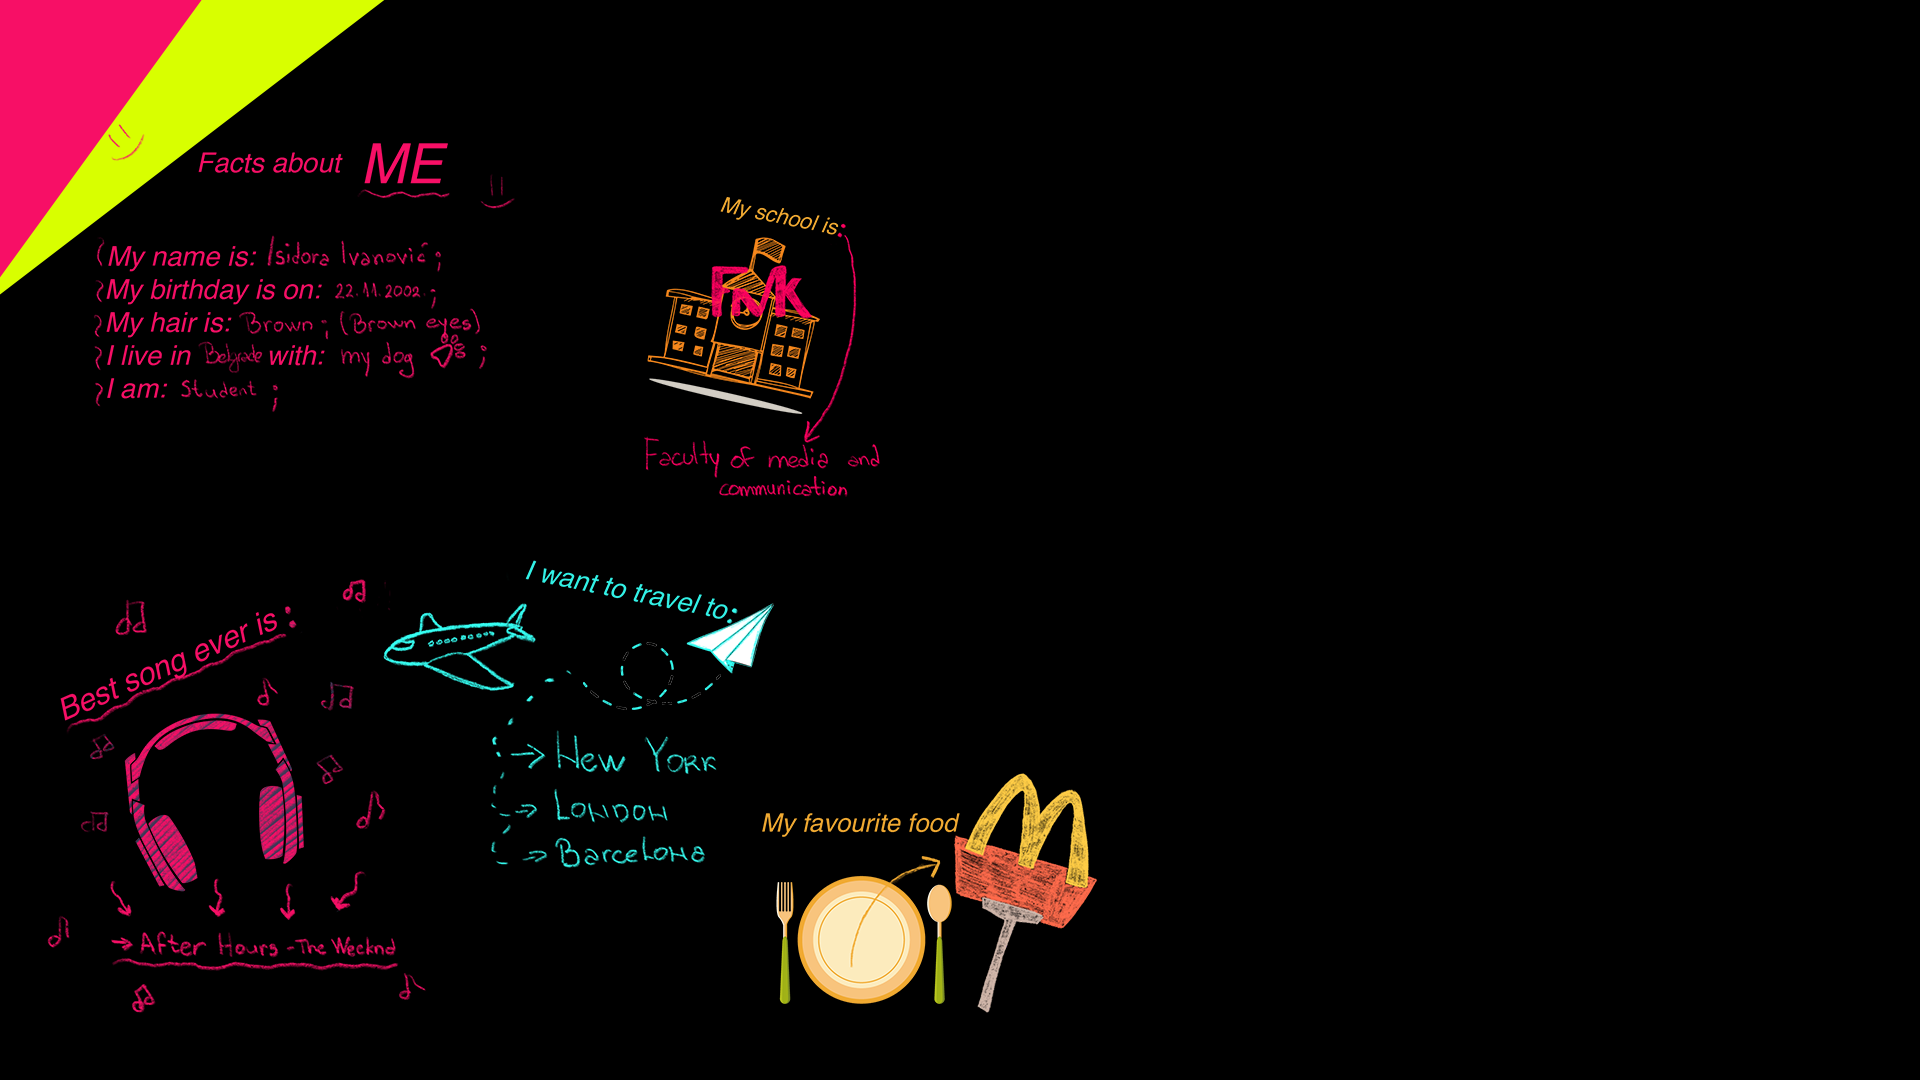 Facts about ME
My name is: Isidora Ivanović;
My birthday is on: 22.11.2002.;
My hair is: Brown; (Brown eyes)
I live in Belgrade with: my dog ;
I am: Student ;
My school is:
FMK
Faculty of media and
communication
Best song ever is :
→ After Hours - The Weeknd
I want to travel to:
→ New York
→ London
→ Barcelona
My favourite food
M